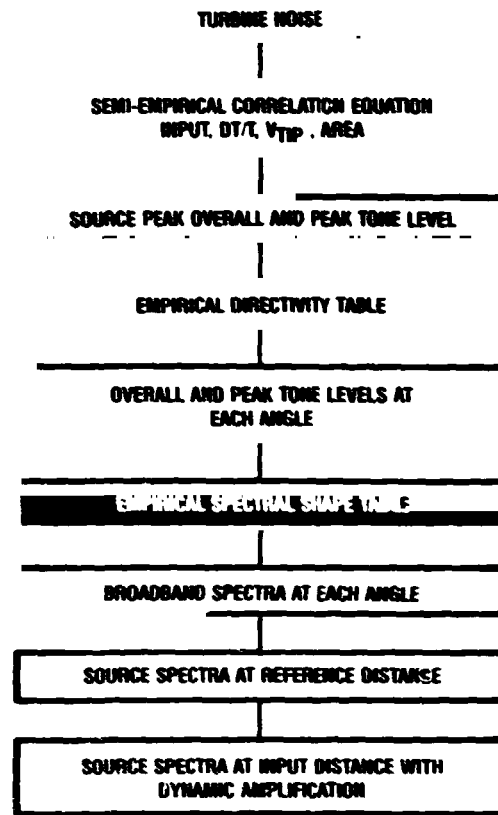 TURBINE NOISE
SEMI-EMPIRICAL CORRELATION EQUATION
INPUT, DT/T, VTIP , AREA
SOURCE PEAK OVERALL AND PEAK TONE LEVEL
EMPIRICAL DIRECTIVITY TABLE
OVERALL AND PEAK TONE LEVELS AT
EACH ANGLE
EMPIRICAL SPECTRAL SHAPE TABLE
BROADBAND SPECTRA AT EACH ANGLE
SOURCE SPECTRA AT REFERENCE DISTANCE
SOURCE SPECTRA AT INPUT DISTANCE WITH
DYNAMIC AMPLIFICATION